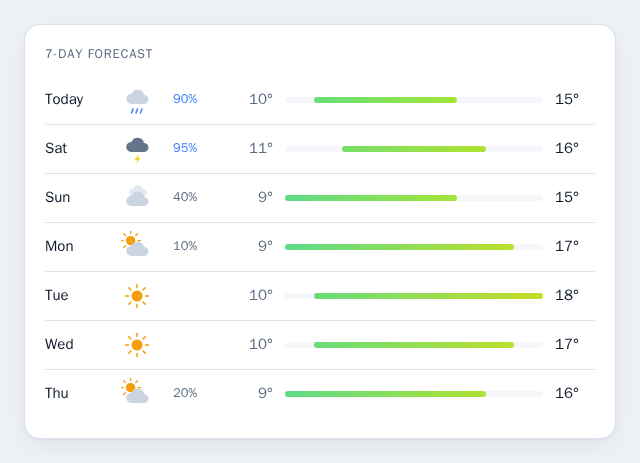 7-DAY FORECAST
Today 90% 10° 15°
Sat 95% 11° 16°
Sun 40% 9° 15°
Mon 10% 9° 17°
Tue 10° 18°
Wed 10° 17°
Thu 20% 9° 16°